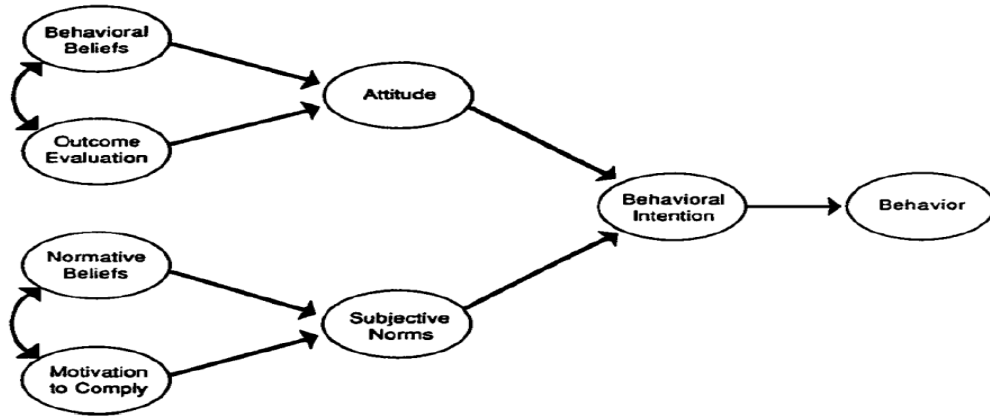 Behavioral
Beliefs
Outcome
Evaluation
Attitude
Normative
Beliefs
Motivation
to Comply
Subjective
Norms
Behavioral
Intention
Behavior